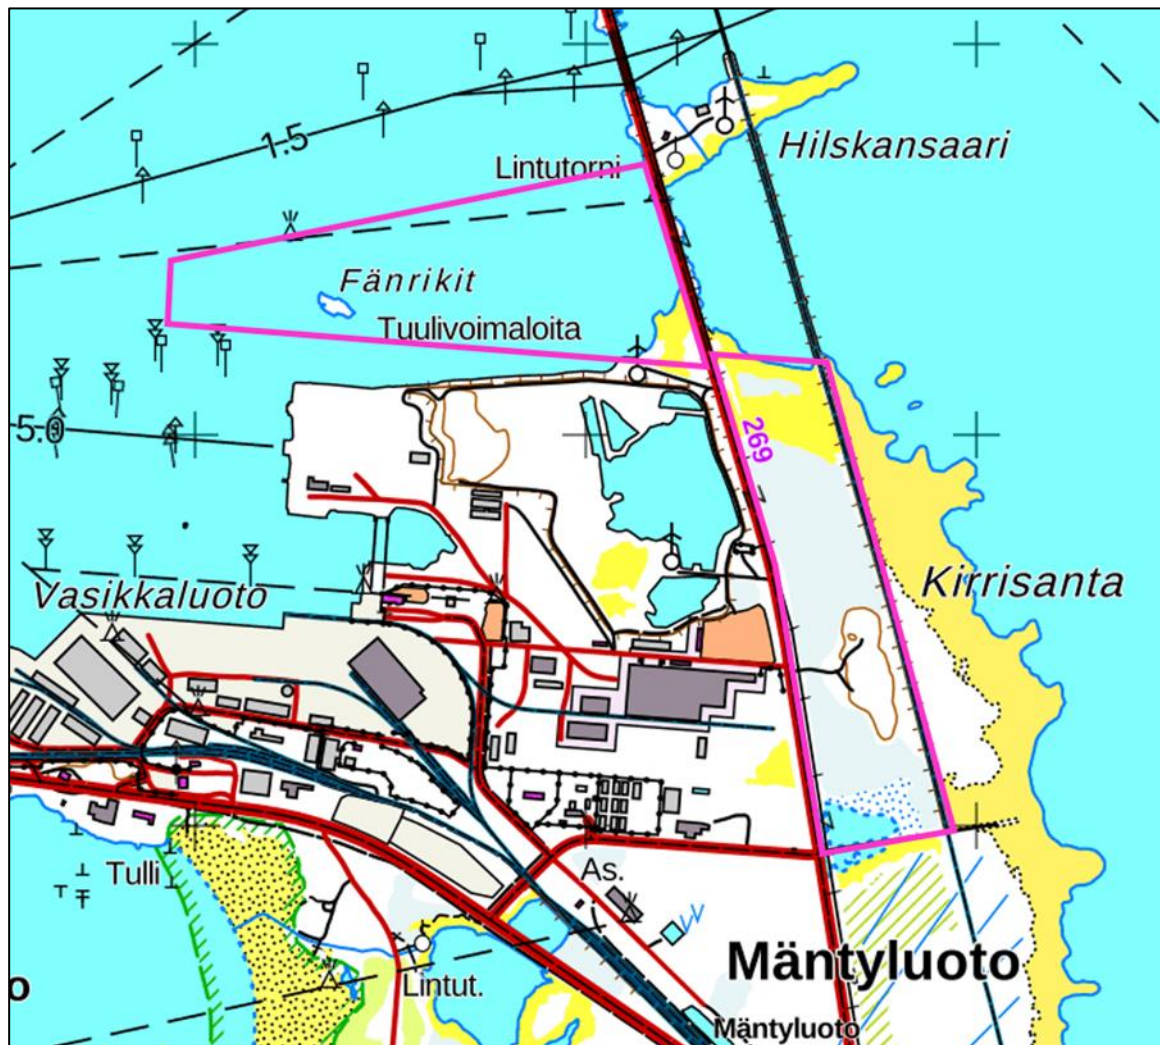 1.5
Hilskansaari
Lintutorni
Fänrikit
Tuulivoimaloita
269
5.0
Kirrisanta
Vasikkaluoto
Tulli
As.
Mäntyluoto
o
Lintut.
Mäntyluoto